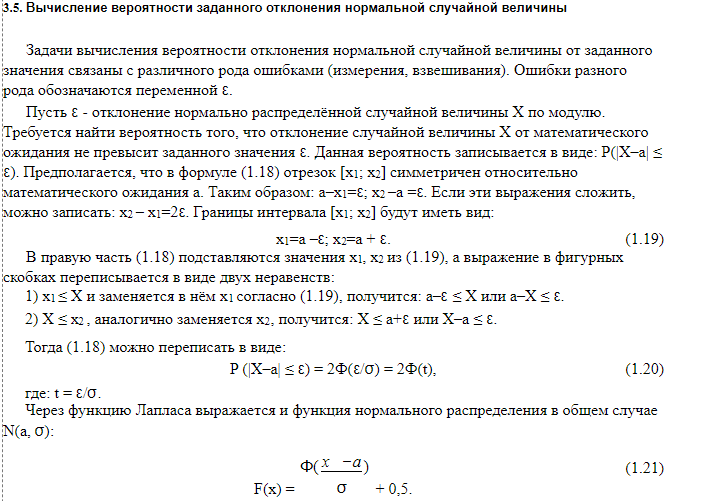 3.5. Вычисление вероятности заданного отклонения нормальной случайной величины
Задачи вычисления вероятности отклонения нормальной случайной величины от заданного
значения связаны с различного рода ошибками (измерения, взвешивания). Ошибки разного
рода обозначаются переменной ε.
Пусть ε - отклонение нормально распределённой случайной величины X по модулю.
Требуется найти вероятность того, что отклонение случайной величины X от математического
ожидания не превысит заданного значения ε. Данная вероятность записывается в виде: P(|X–a| ≤
ε). Предполагается, что в формуле (1.18) отрезок [x1; x2] симметричен относительно
математического ожидания a. Таким образом: a–x1=ε; x2 –a =ε. Если эти выражения сложить,
можно записать: x2 – x1=2ε. Границы интервала [x1; x2] будут иметь вид:
x1=a –ε; x2=a + ε. (1.19)
В правую часть (1.18) подставляются значения x1, x2 из (1.19), а выражение в фигурных
скобках переписывается в виде двух неравенств:
1) x1 ≤ X и заменяется в нём x1 согласно (1.19), получится: a–ε ≤ X или a–X ≤ ε.
2) X ≤ x2 , аналогично заменяется x2, получится: X ≤ a+ε или X–a ≤ ε.
Тогда (1.18) можно переписать в виде:
P (|X–a| ≤ ε) = 2Φ(ε/σ) = 2Φ(t), (1.20)
где: t = ε/σ.
Через функцию Лапласа выражается и функция нормального распределения в общем случае
N(a, σ):
Φ(x –a) (1.21)
F(x) = σ + 0,5.